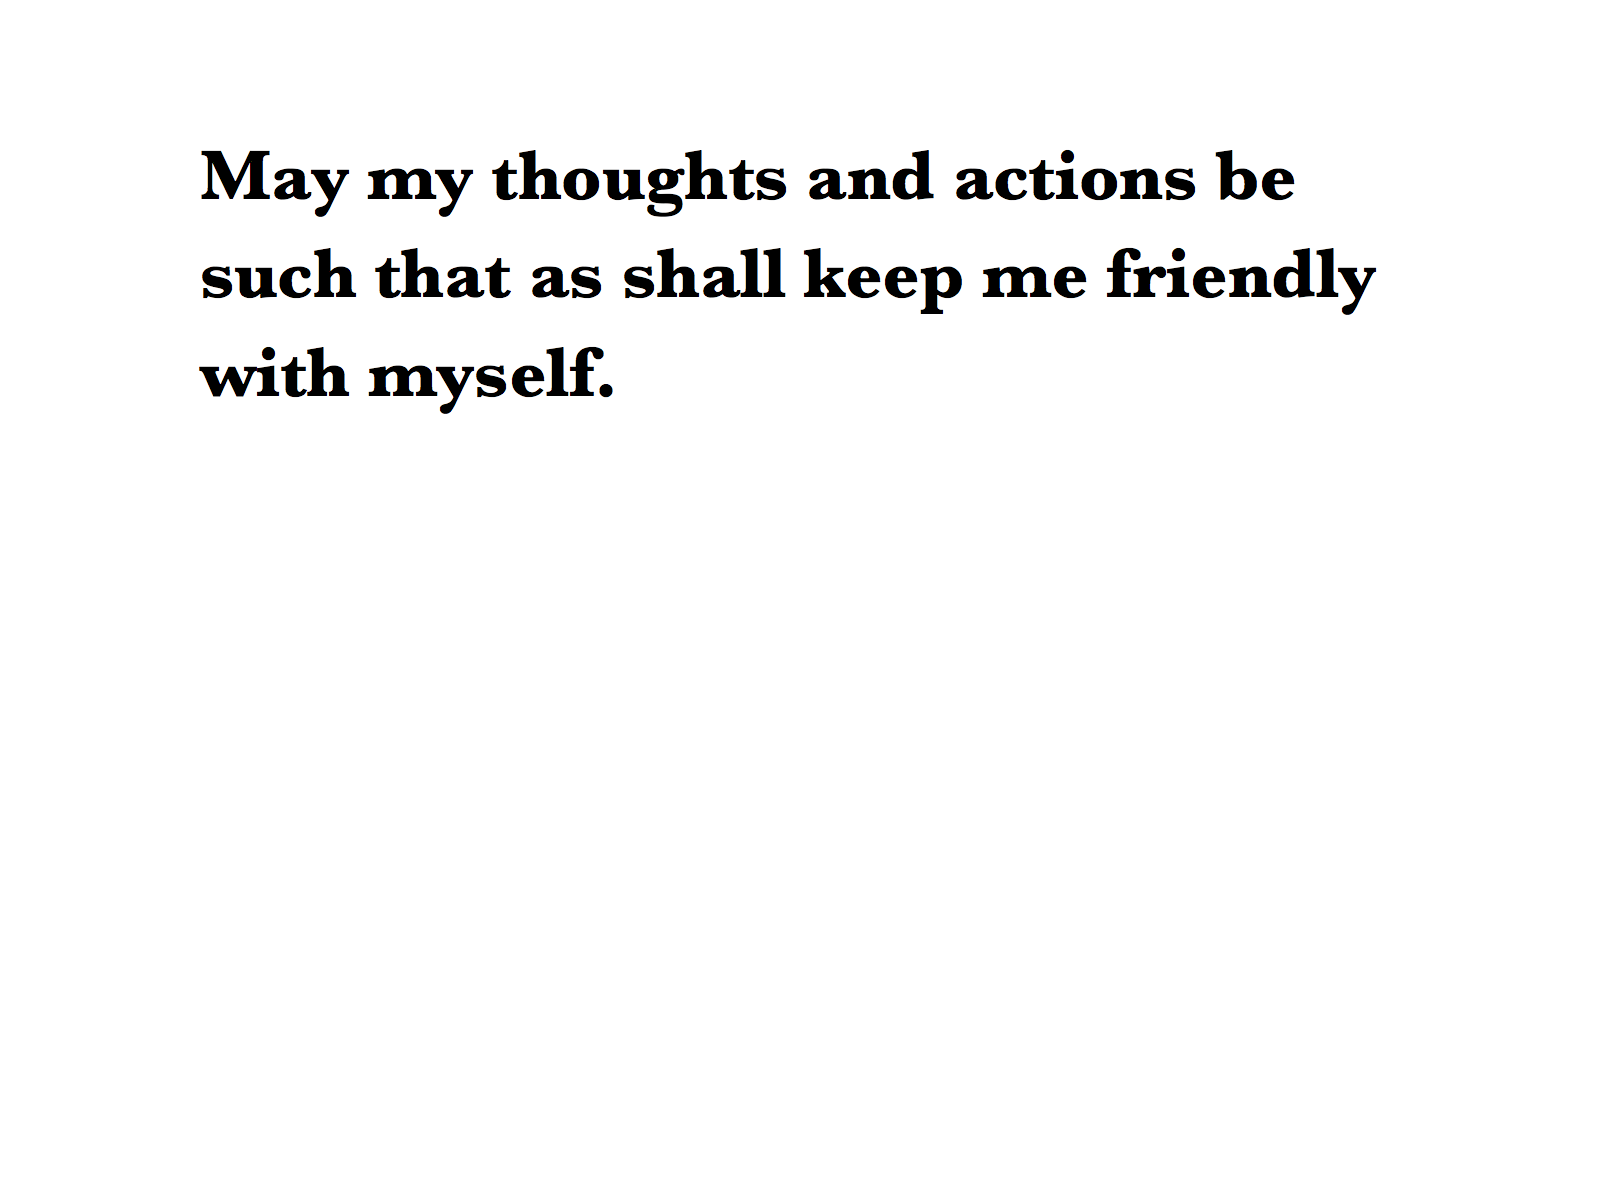 May my thoughts and actions be
such that as shall keep me friendly
with myself.